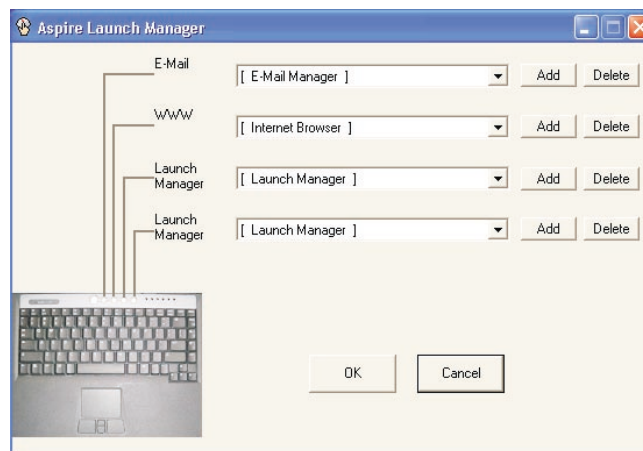 Aspire Launch Manager
E-Mail
[ E-Mail Manager ]
Add
Delete
WWW
[ Internet Browser ]
Add
Delete
Launch
Manager
[ Launch Manager ]
Add
Delete
Launch
Manager
[ Launch Manager ]
Add
Delete
OK
Cancel